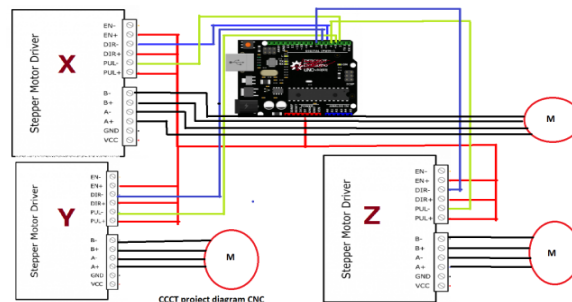 EN-
EN+
DIR-
DIR+
PUL-
PUL+
X
Stepper Motor Driver
B-
B+
A-
A+
GND
VCC
M
EN-
EN+
DIR-
DIR+
PUL-
PUL+
Y
Stepper Motor Driver
B-
B+
A-
A+
GND
VCC
M
EN-
EN+
DIR-
DIR+
PUL-
PUL+
Z
Stepper Motor Driver
B-
B+
A-
A+
GND
VCC
M
CCCT project diagram CNC